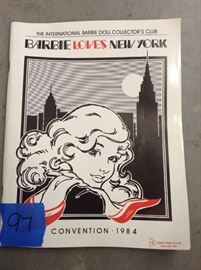 THE INTERNATIONAL BARBIE DOLL COLLECTOR'S CLUB
BARBIE LOVES NEW YORK
97
CONVENTION · 1984